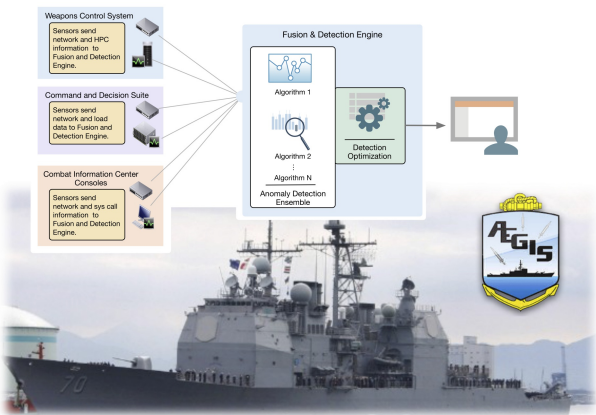 Weapons Control System
Sensors send
network and HPC
information to
Fusion and Detection
Engine.
Command and Decision Suite
Sensors send
network and load
data to Fusion and
Detection Engine.
Combat Information Center
Consoles
Sensors send
network and sys call
information to
Fusion and Detection
Engine.
Fusion & Detection Engine
Algorithm 1
Algorithm 2
Algorithm N
Anomaly Detection
Ensemble
Detection
Optimization
ÆGIS
70